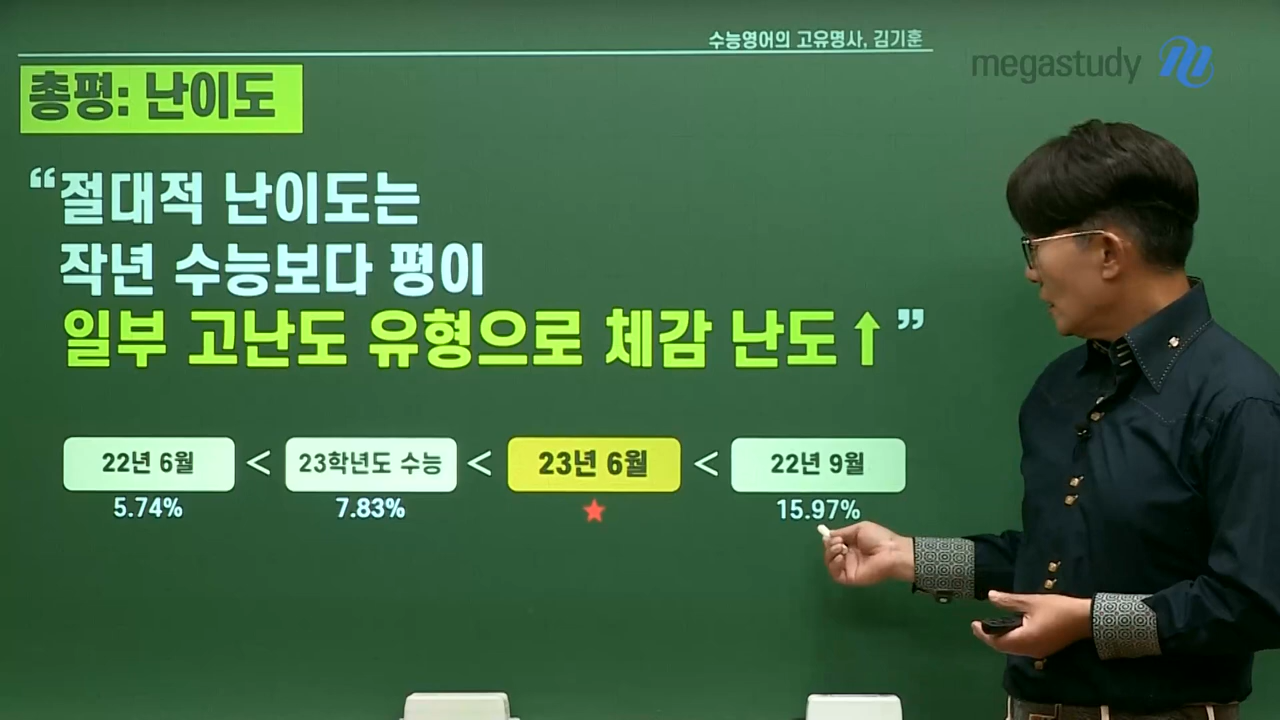 수능영어의 고유명사, 김기훈
megastudy
총평: 난이도
“절대적 난이도는
작년 수능보다 평이
일부 고난도 유형으로 체감 난도↑”
22년 6월 < 23학년도 수능 < 23년 6월 < 22년 9월
5.74% 7.83% ★ 15.97%